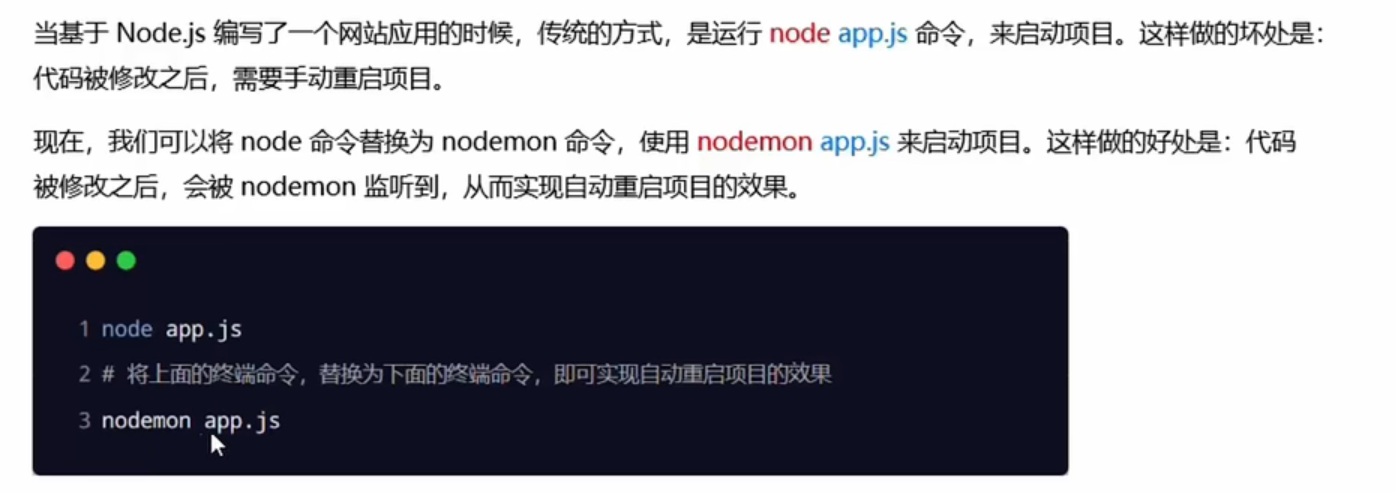 当基于 Node.js 编写了一个网站应用的时候，传统的方式，是运行 node app.js 命令，来启动项目。这样做的坏处是：
代码被修改之后，需要手动重启项目。
现在，我们可以将 node 命令替换为 nodemon 命令，使用 nodemon app.js 来启动项目。这样做的好处是：代码
被修改之后，会被 nodemon 监听到，从而实现自动重启项目的效果。
1 node app.js
2 # 将上面的终端命令，替换为下面的终端命令，即可实现自动重启项目的效果
3 nodemon app.js